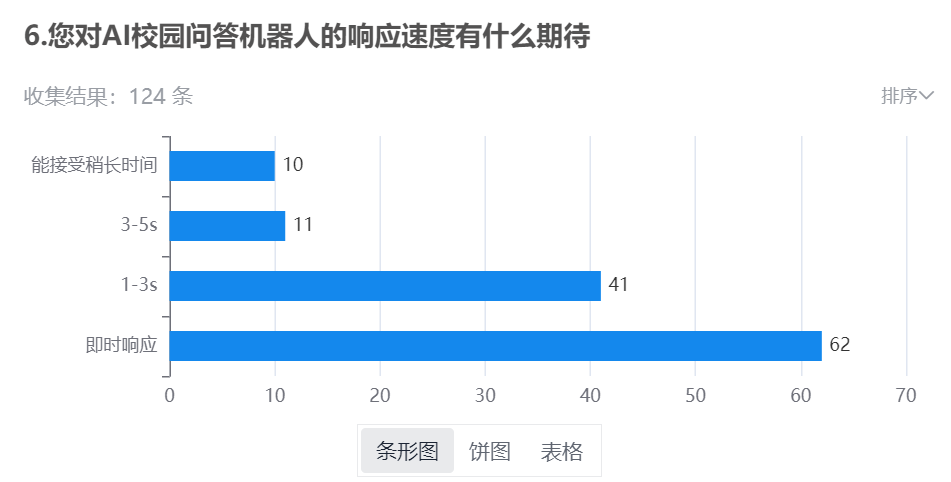 6.您对AI校园问答机器人的响应速度有什么期待
收集结果：124 条
排序
能接受稍长时间 10
3-5s 11
1-3s 41
即时响应 62
0 10 20 30 40 50 60 70
条形图 饼图 表格